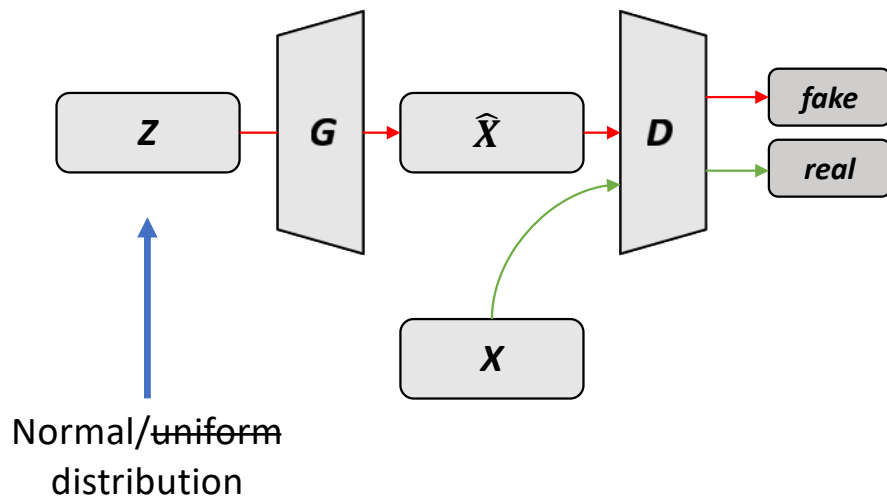 Z
G
X̂
D
fake
real
X
Normal/uniform
distribution